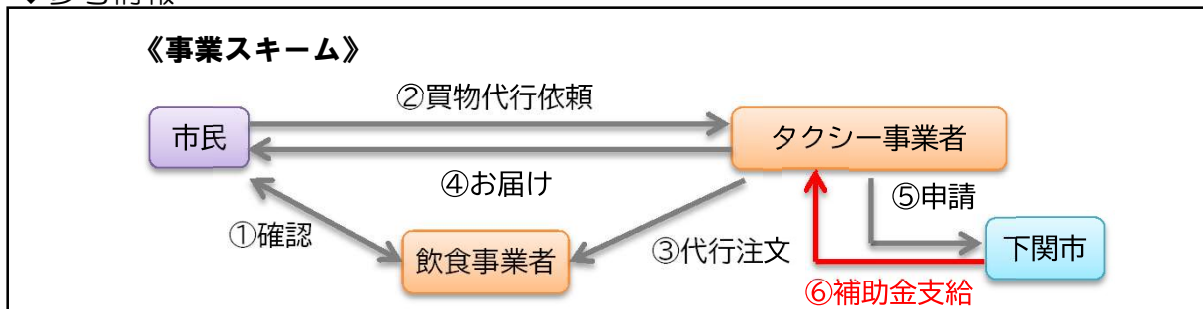 《事業スキーム》
②買物代行依頼
市民
タクシー事業者
④お届け
⑤申請
①確認
飲食事業者
③代行注文
下関市
⑥補助金支給